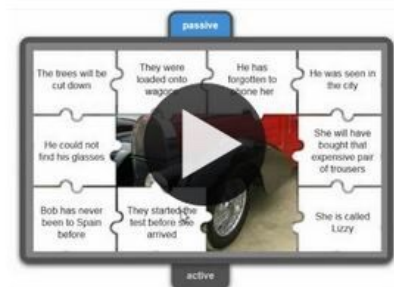 passive
The trees will be
cut down
They were
loaded onto
wagons
He has
forgotten to
phone her
He was seen in
the city
He could not
find his glasses
She will have
bought that
expensive pair
of trousers
Bob has never
been to Spain
before
They started the
test before she
arrived
She is called
Lizzy
active